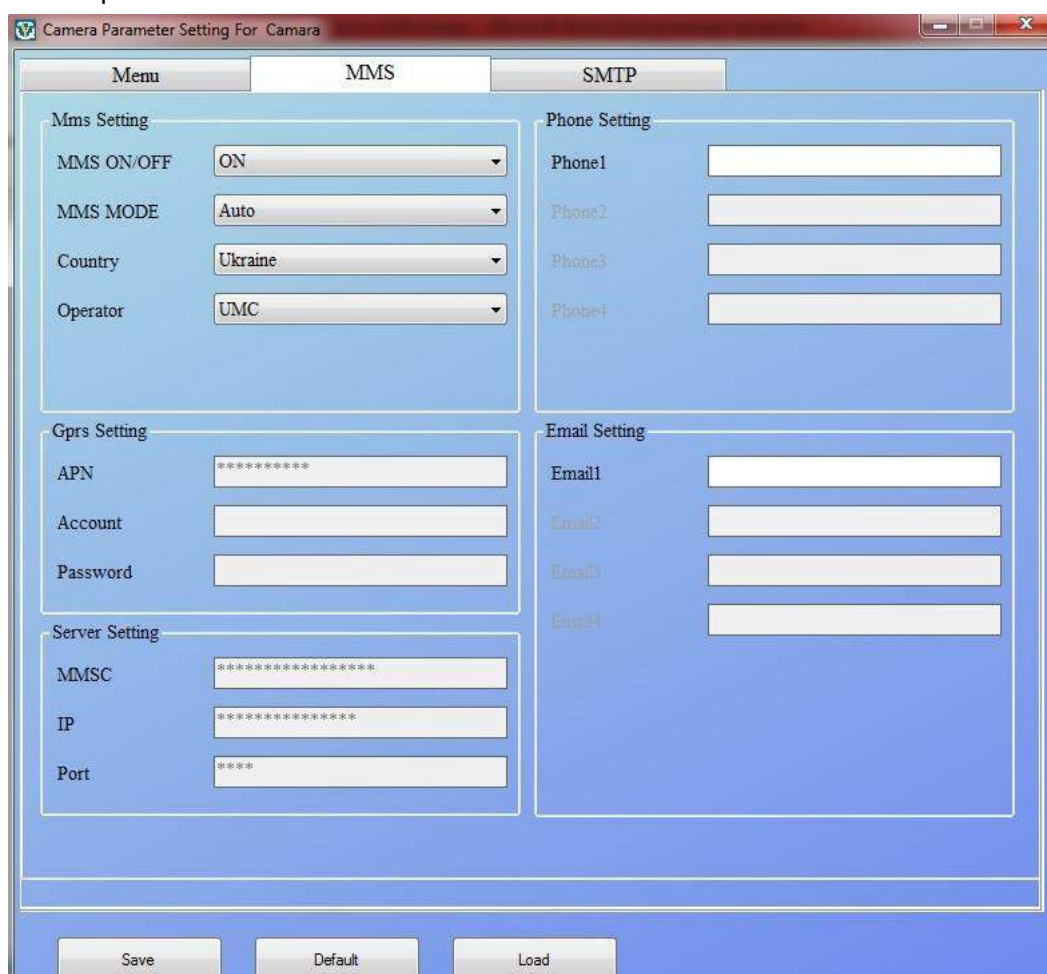 Camera Parameter Setting For Camara
Menu
MMS
SMTP
Mms Setting
MMS ON/OFF
ON
MMS MODE
Auto
Country
Ukraine
Operator
UMC
Gprs Setting
APN
**********
Account
Password
Server Setting
MMSC
*****************
IP
***************
Port
****
Phone Setting
Phone1
Phone2
Phone3
Phone4
Email Setting
Email1
Email2
Email3
Email4
Save
Default
Load